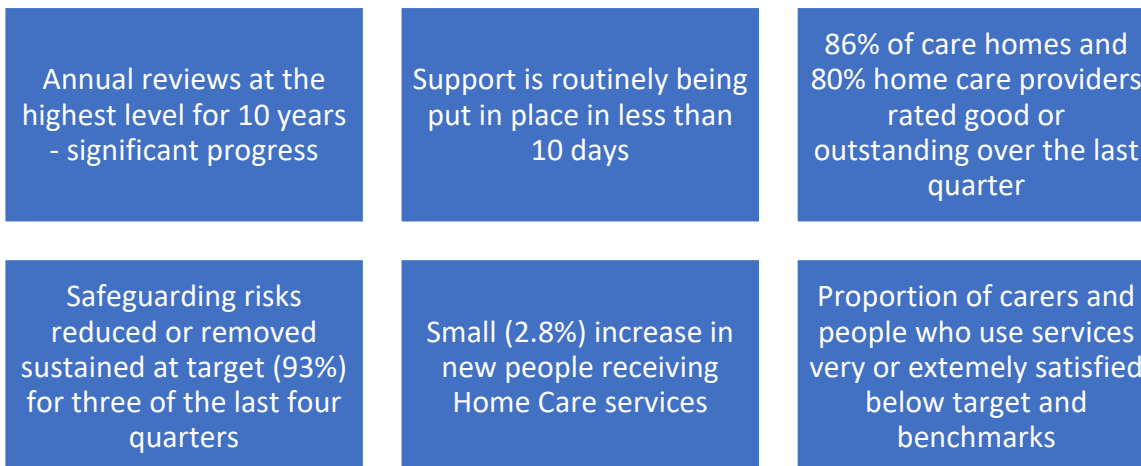 Annual reviews at the
highest level for 10 years
- significant progress
Support is routinely being
put in place in less than
10 days
86% of care homes and
80% home care providers
rated good or
outstanding over the last
quarter
Safeguarding risks
reduced or removed
sustained at target (93%)
for three of the last four
quarters
Small (2.8%) increase in
new people receiving
Home Care services
Proportion of carers and
people who use services
very or extemely satisfied
below target and
benchmarks